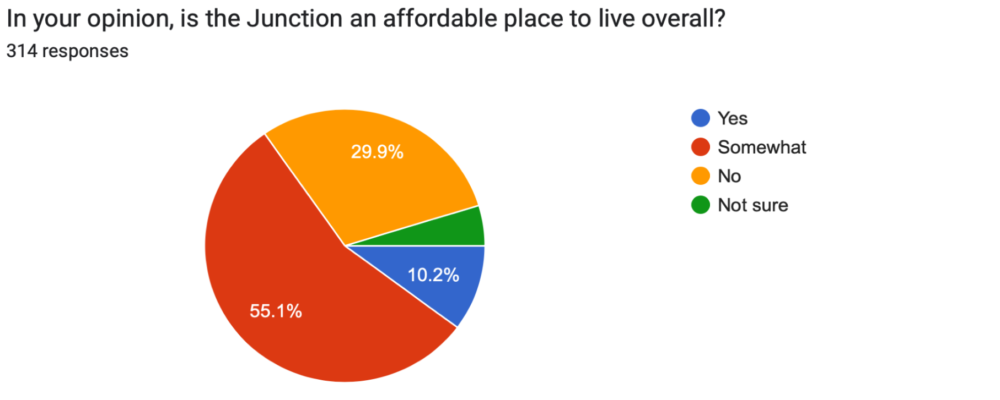 In your opinion, is the Junction an affordable place to live overall?
314 responses
29.9%
10.2%
55.1%
Yes
Somewhat
No
Not sure